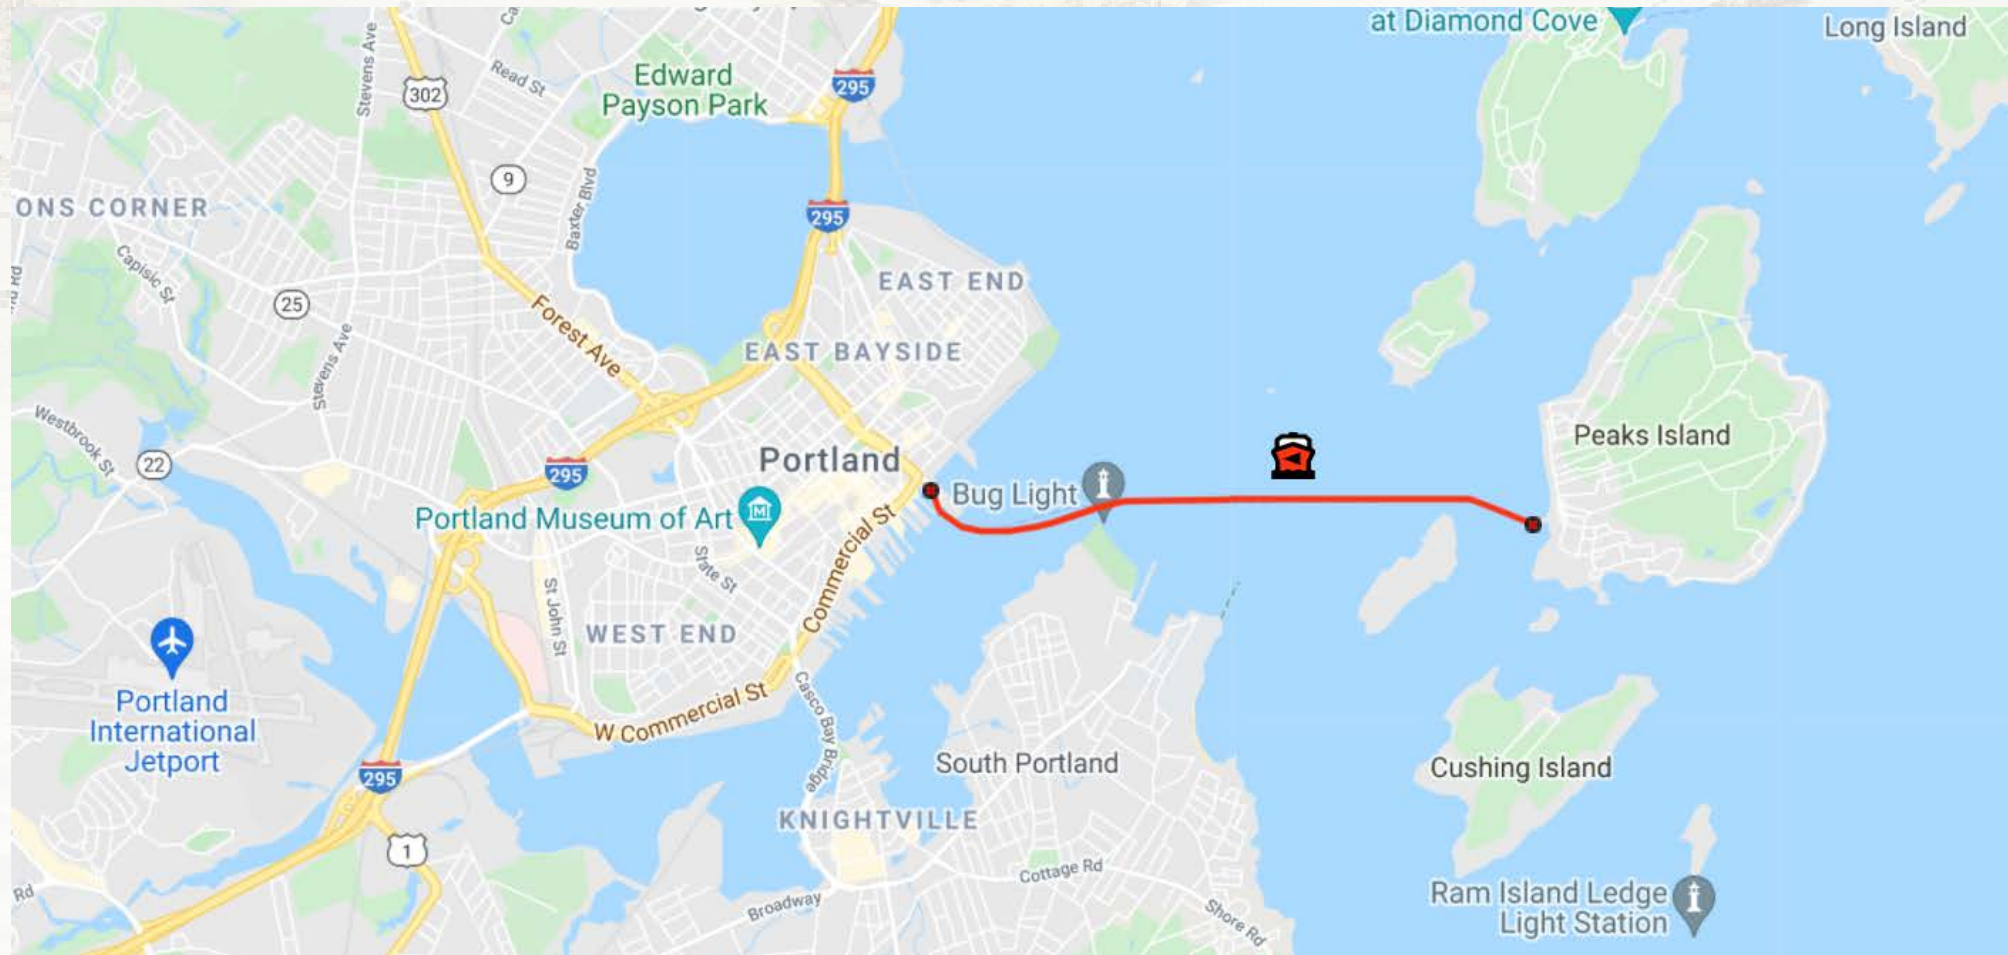 at Diamond Cove
Long Island
Stevens Ave
Read St
Edward
Payson Park
302
295
9
Baxter Blvd
295
ONS CORNER
Capisic St
25
EAST END
Forest Ave
Stevens Ave
EAST BAYSIDE
Westbrook St
22
Peaks Island
Portland
295
Bug Light
Portland Museum of Art
M
Commercial St
State St
St John St
WEST END
Portland
International
Jetport
W Commercial St
Casco Bay Bridge
295
South Portland
Cushing Island
KNIGHTVILLE
1
Cottage Rd
Rd
Broadway
Shore Rd
Ram Island Ledge
Light Station